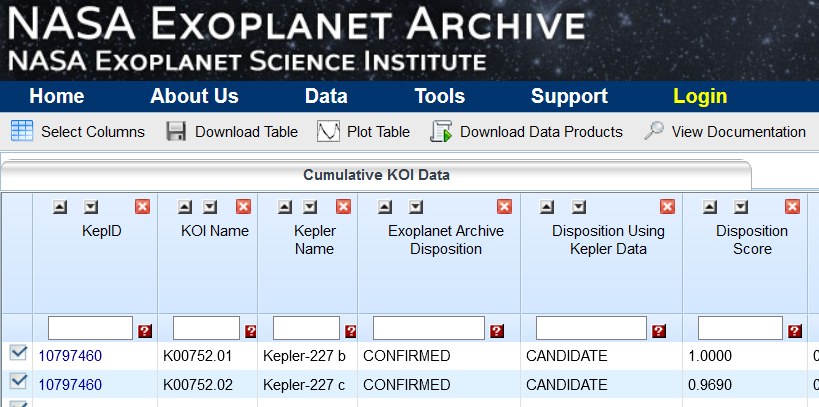 NASA EXOPLANET ARCHIVE
NASA EXOPLANET SCIENCE INSTITUTE
Home About Us Data Tools Support Login
Select Columns Download Table Plot Table Download Data Products View Documentation
Cumulative KOI Data
KepID KOI Name Kepler Name Exoplanet Archive Disposition Disposition Using Kepler Data Disposition Score
? ? ? ? ? ?
10797460 K00752.01 Kepler-227 b CONFIRMED CANDIDATE 1.0000
10797460 K00752.02 Kepler-227 c CONFIRMED CANDIDATE 0.9690